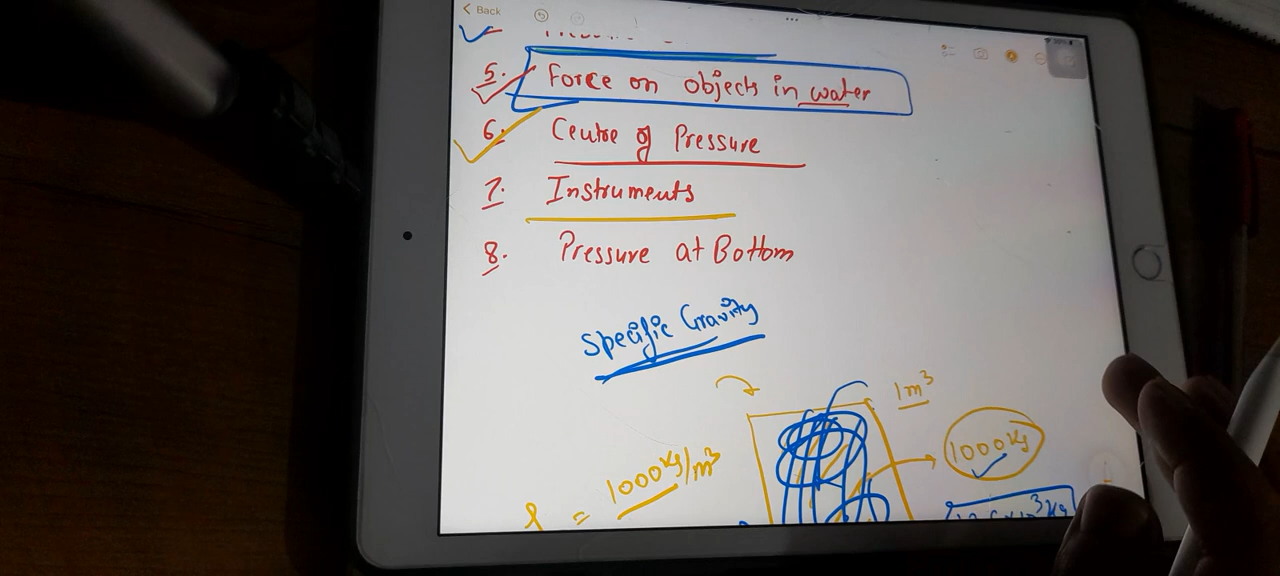 Back
5. Force on objects in water
6. Centre of Pressure
7. Instruments
8. Pressure at Bottom
Specific Gravity
1m³
1000kg
= 1000kg/m³